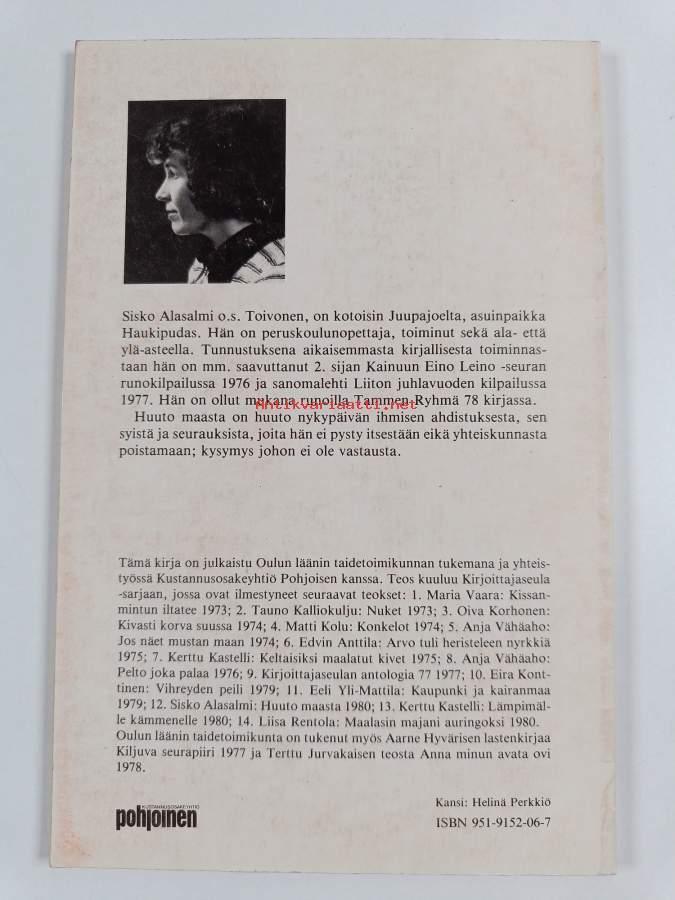 Sisko Alasalmi o.s. Toivonen, on kotoisin Juupajoelta, asuinpaikka
Haukipudas. Hän on peruskoulunopettaja, toiminut sekä ala- että
ylä-asteella. Tunnustuksena aikaisemmasta kirjallisesta toiminnas-
taan hän on mm. saavuttanut 2. sijan Kainuun Eino Leino -seuran
runokilpailussa 1976 ja sanomalehti Liiton juhlavuoden kilpailussa
1977. Hän on ollut mukana runoilla Tammen Ryhmä 78 kirjassa.
Antikvariaatti.net
Huuto maasta on huuto nykypäivän ihmisen ahdistuksesta, sen
syistä ja seurauksista, joita hän ei pysty itsestään eikä yhteiskunnasta
poistamaan; kysymys johon ei ole vastausta.
Tämä kirja on julkaistu Oulun läänin taidetoimikunnan tukemana ja yhteis-
työssä Kustannusosakeyhtiö Pohjoisen kanssa. Teos kuuluu Kirjoittajaseula
-sarjaan, jossa ovat ilmestyneet seuraavat teokset: 1. Maria Vaara: Kissan-
mintun iltatee 1973; 2. Tauno Kalliokulju: Nuket 1973; 3. Oiva Korhonen:
Kivasti korva suussa 1974; 4. Matti Kolu: Konkelot 1974; 5. Anja Vähäaho:
Jos näet mustan maan 1974; 6. Edvin Anttila: Arvo tuli heristeleen nyrkkiä
1975; 7. Kerttu Kastelli: Keltaisiksi maalatut kivet 1975; 8. Anja Vähäaho:
Pelto joka palaa 1976; 9. Kirjoittajaseulan antologia 77 1977; 10. Eira Kont-
tinen: Vihreyden peili 1979; 11. Eeli Yli-Mattila: Kaupunki ja kairanmaa
1979; 12. Sisko Alasalmi: Huuto maasta 1980; 13. Kerttu Kastelli: Lämpimäl-
le kämmenelle 1980; 14. Liisa Rentola: Maalasin majani auringoksi 1980.
Oulun läänin taidetoimikunta on tukenut myös Aarne Hyvärisen lastenkirjaa
Kiljuva seurapiiri 1977 ja Terttu Jurvakaisen teosta Anna minun avata ovi
1978.
KUSTANNUSOSAKEYHTIÖ
pohjoinen
Kansi: Helinä Perkkiö
ISBN 951-9152-06-7